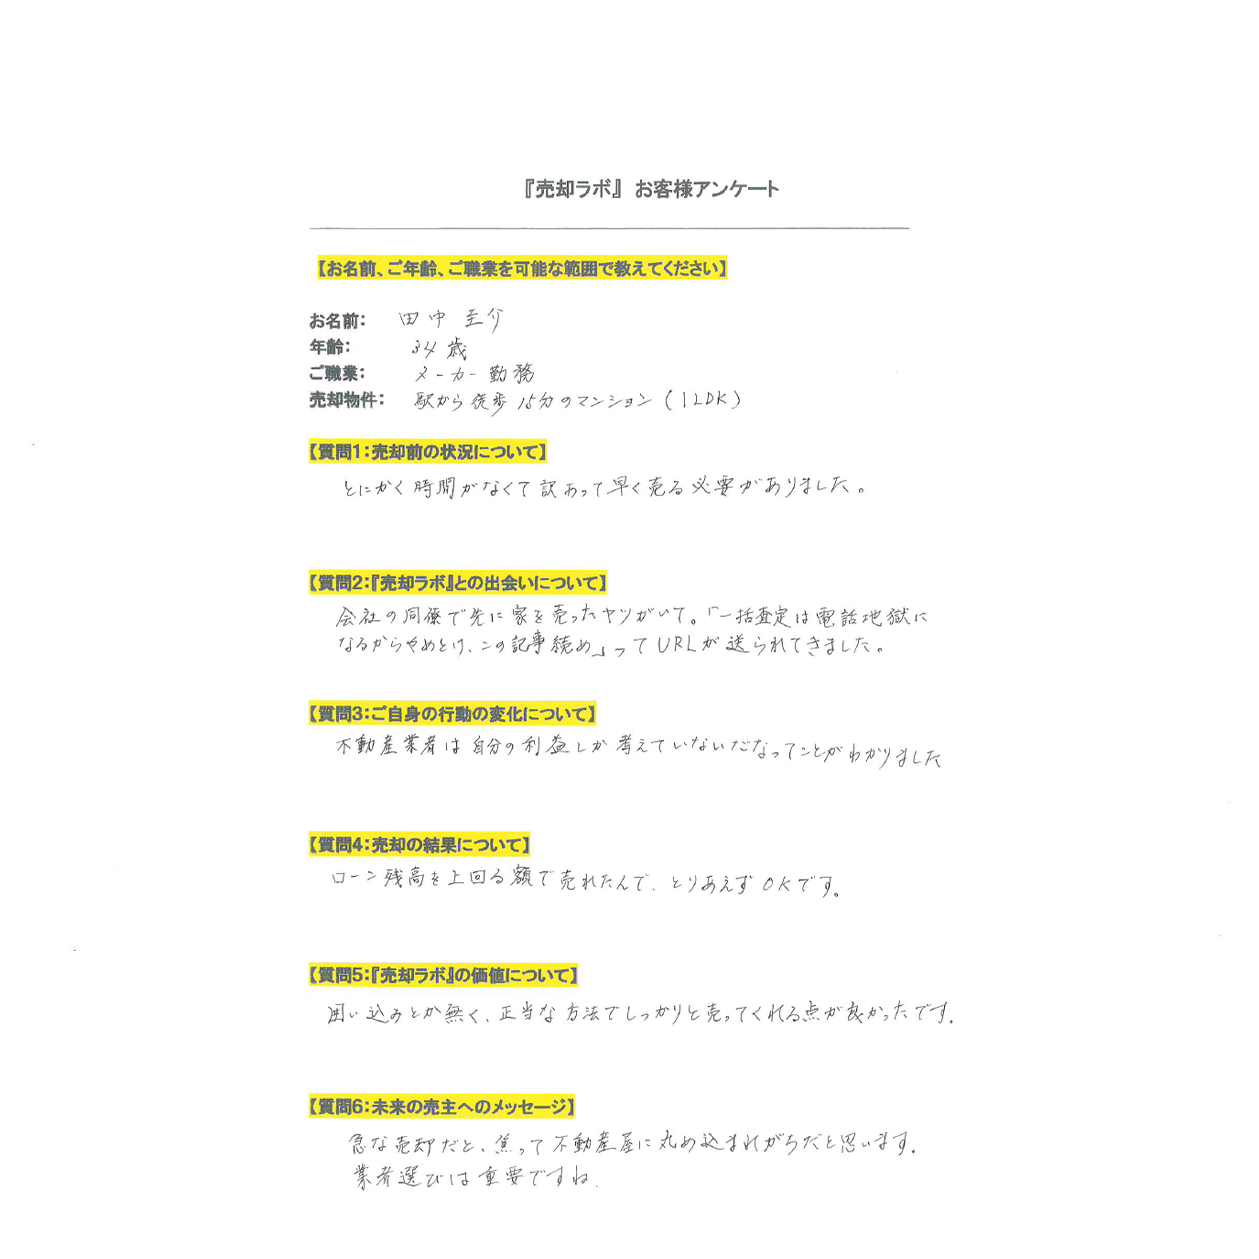 『売却ラボ』 お客様アンケート
【お名前、ご年齢、ご職業を可能な範囲で教えてください】
お名前： 田中 圭介
年齢： 34歳
ご職業： メーカー勤務
売却物件： 駅から徒歩15分のマンション（1LDK）
【質問1：売却前の状況について】
とにかく時間がなくて訳あって早く売る必要がありました。
【質問2：『売却ラボ』との出会いについて】
会社の同僚で先に家を売ったヤツがいて。「一括査定は電話地獄に
なるからやめとけ、この記事読め」ってURLが送られてきました。
【質問3：ご自身の行動の変化について】
不動産業者は自分の利益しか考えていないだなってことがわかりました
【質問4：売却の結果について】
ローン残高を上回る額で売れたんで、とりあえずOKです。
【質問5：『売却ラボ』の価値について】
囲い込みとか無く、正当な方法でしっかりと売ってくれる点が良かったです。
【質問6：未来の売主へのメッセージ】
急な売却だと、焦って不動産屋に丸め込まれがちだと思います。
業者選びは重要ですね。